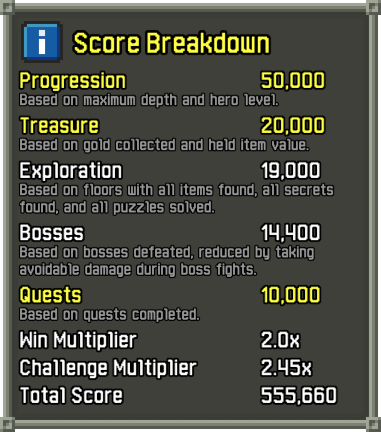 i Score Breakdown
Progression 50,000
Based on maximum depth and hero level.
Treasure 20,000
Based on gold collected and held item value.
Exploration 19,000
Based on floors with all items found, all secrets
found, and all puzzles solved.
Bosses 14,400
Based on bosses defeated, reduced by taking
avoidable damage during boss fights.
Quests 10,000
Based on quests completed.
Win Multiplier 2.0x
Challenge Multiplier 2.45x
Total Score 555,660